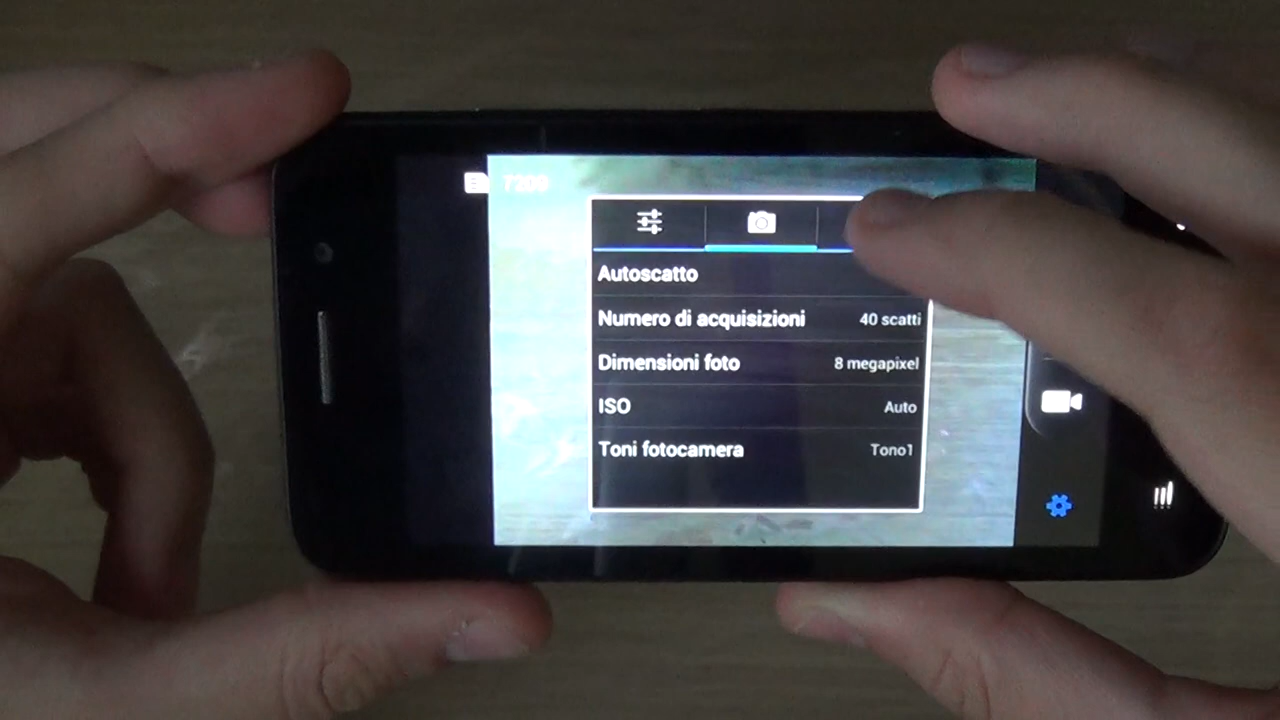 7200
Autoscatto
Numero di acquisizioni 40 scatti
Dimensioni foto 8 megapixel
ISO Auto
Toni fotocamera Tono1